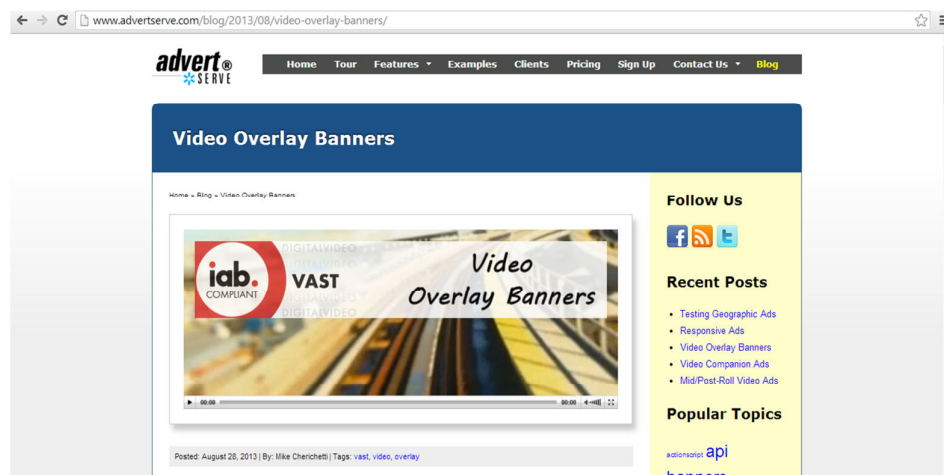 www.advertserve.com/blog/2013/08/video-overlay-banners/
advert®
SERVE
Home Tour Features Examples Clients Pricing Sign Up Contact Us Blog
Video Overlay Banners
Home » Blog » Video Overlay Banners
DIGITALVIDEO
DIGITALVIDEO
iab.
COMPLIANT
VAST
DIGITALVIDEO
DIGITALVIDEO
Video
Overlay Banners
00:00 00:00
Posted: August 28, 2013 | By: Mike Cherichetti | Tags: vast, video, overlay
Follow Us
Recent Posts
Testing Geographic Ads
Responsive Ads
Video Overlay Banners
Video Companion Ads
Mid/Post-Roll Video Ads
Popular Topics
actionscript api